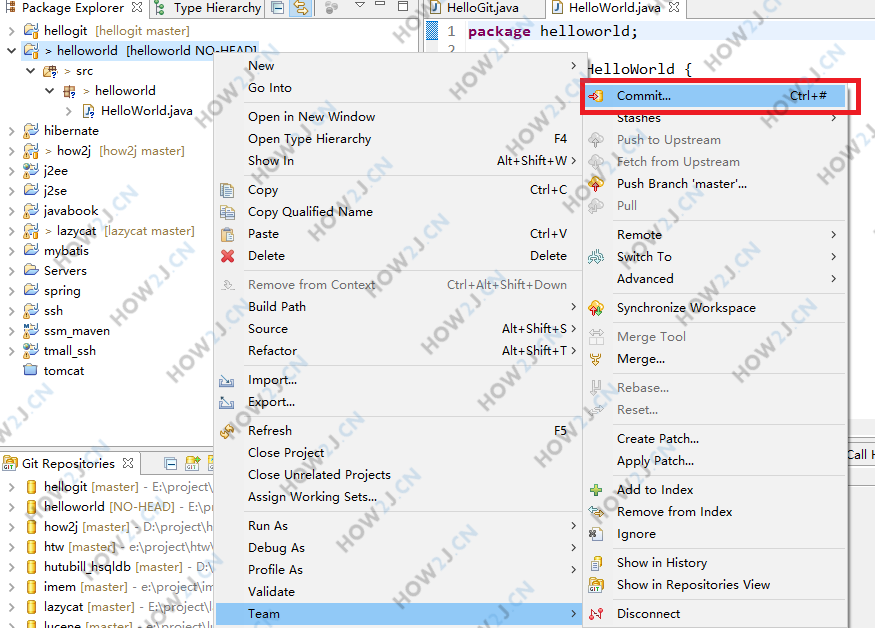 Package Explorer
Type Hierarchy
HelloGit.java
HelloWorld.java
hellogit [hellogit master]
> helloworld [helloworld NO-HEAD]
> src
> helloworld
HelloWorld.java
hibernate
> how2j [how2j master]
j2ee
j2se
javabook
> lazycat [lazycat master]
mybatis
Servers
spring
ssh
ssm_maven
tmall_ssh
tomcat
1 package helloworld;
2
HelloWorld {
New
Go Into
Open in New Window
Open Type Hierarchy F4
Show In Alt+Shift+W
Copy Ctrl+C
Copy Qualified Name
Paste Ctrl+V
Delete Delete
Remove from Context Ctrl+Alt+Shift+Down
Build Path
Source Alt+Shift+S
Refactor Alt+Shift+T
Import...
Export...
Refresh F5
Close Project
Close Unrelated Projects
Assign Working Sets...
Run As
Debug As
Profile As
Validate
Team
Commit... Ctrl+#
Stashes
Push to Upstream
Fetch from Upstream
Push Branch 'master'...
Pull
Remote
Switch To
Advanced
Synchronize Workspace
Merge Tool
Merge...
Rebase...
Reset...
Create Patch...
Apply Patch...
Add to Index
Remove from Index
Ignore
Show in History
Show in Repositories View
Disconnect
Call H
Git Repositories
hellogit [master] - E:\project\
helloworld [NO-HEAD] - E:\p
how2j [master] - D:\project\h
htw [master] - e:\project\htw\
hutubill_hsqldb [master] - D:
imem [master] - e:\project\im
lazycat [master] - E:\project\l
lucene [master] - E:\project\
HOW2J.CN